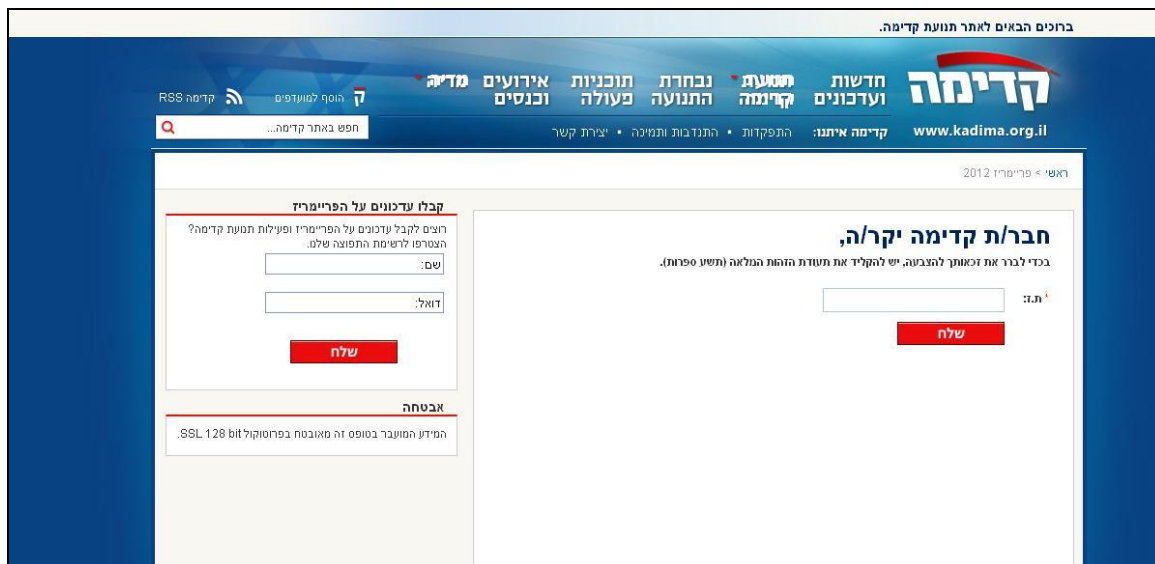 ברוכים הבאים לאתר תנועת קדימה.
קדימה
www.kadima.org.il
חדשות ועדכונים
תנועת קדימה
נבחרת התנועה
תוכניות פעולה
אירועים וכנסים
מדיה
הוסף למועדפים
קדימה RSS
קדימה איתנו: התפקדות • התנדבות ותמיכה • יצירת קשר
חפש באתר קדימה...
ראשי > פריימריז 2012
חבר/ת קדימה יקר/ה,
בכדי לברר את זכאותך להצבעה, יש להקליד את תעודת הזהות המלאה (תשע ספרות).
* ת.ז:
שלח
קבלו עדכונים על הפריימריז
רוצים לקבל עדכונים על הפריימריז ופעילות תנועת קדימה?
הצטרפו לרשימת התפוצה שלנו.
שם:
דואל:
שלח
אבטחה
המידע המועבר בטופס זה מאובטח בפרוטוקול SSL 128 bit.